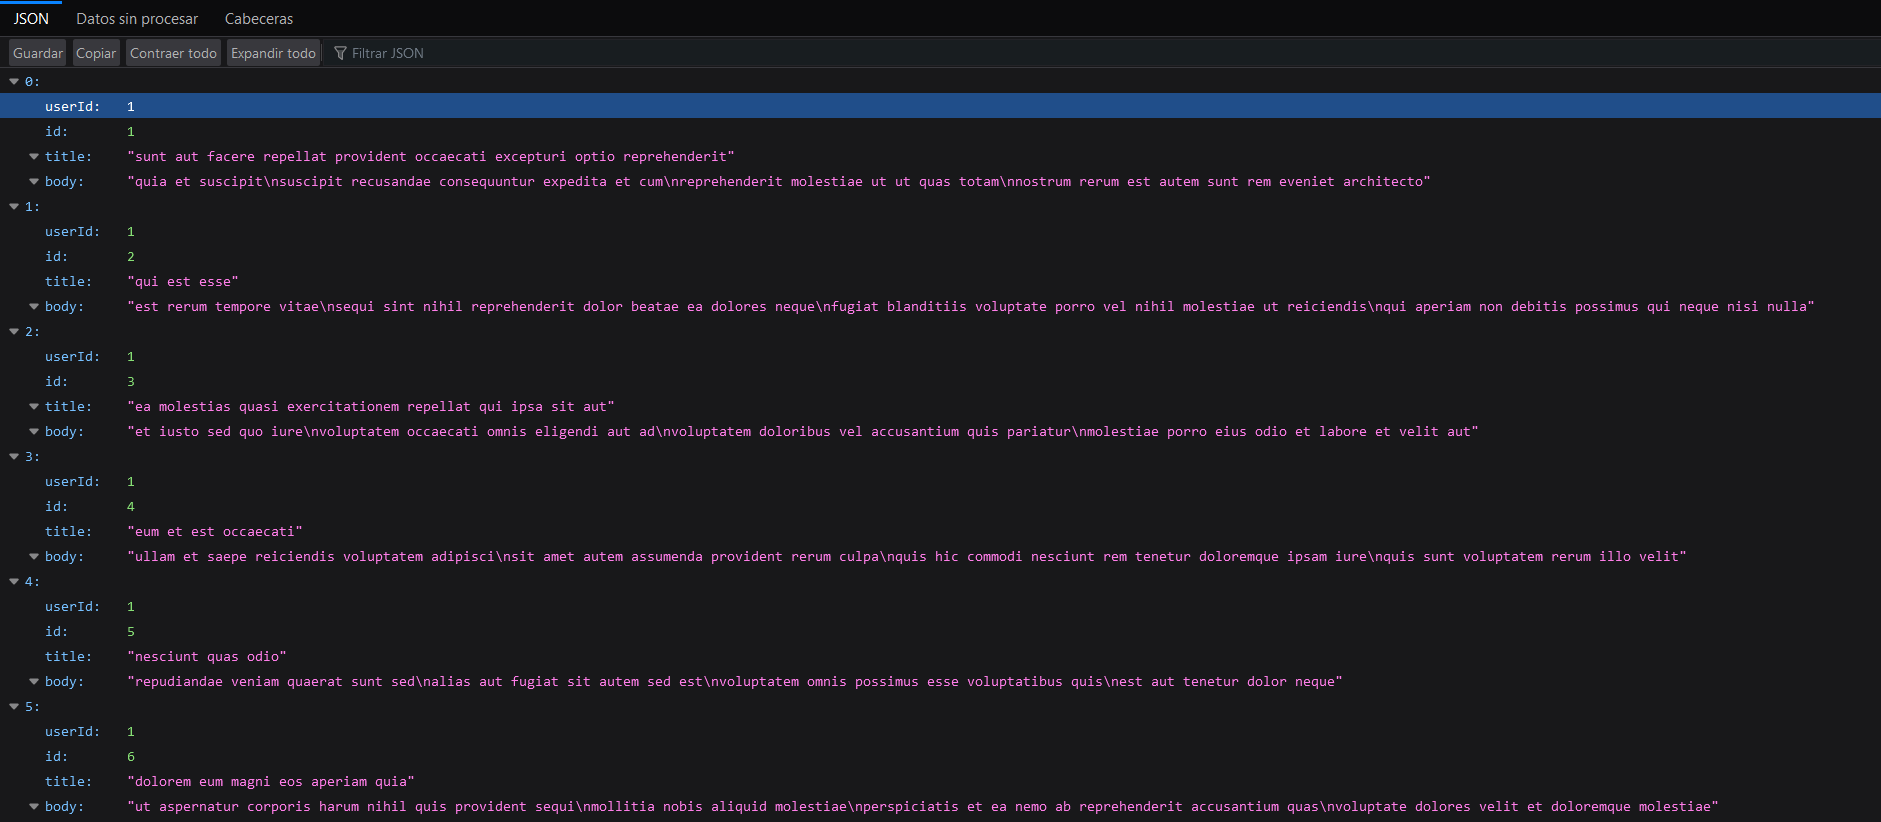 JSON Datos sin procesar Cabeceras
Guardar Copiar Contraer todo Expandir todo Filtrar JSON
0:
userId: 1
id: 1
title: "sunt aut facere repellat provident occaecati excepturi optio reprehenderit"
body: "quia et suscipit\nsuscipit recusandae consequuntur expedita et cum\nreprehenderit molestiae ut ut quas totam\nnostrum rerum est autem sunt rem eveniet architecto"
1:
userId: 1
id: 2
title: "qui est esse"
body: "est rerum tempore vitae\nsequi sint nihil reprehenderit dolor beatae ea dolores neque\nfugiat blanditiis voluptate porro vel nihil molestiae ut reiciendis\nqui aperiam non debitis possimus qui neque nisi nulla"
2:
userId: 1
id: 3
title: "ea molestias quasi exercitationem repellat qui ipsa sit aut"
body: "et iusto sed quo iure\nvoluptatem occaecati omnis eligendi aut ad\nvoluptatem doloribus vel accusantium quis pariatur\nmolestiae porro eius odio et labore et velit aut"
3:
userId: 1
id: 4
title: "eum et est occaecati"
body: "ullam et saepe reiciendis voluptatem adipisci\nsit amet autem assumenda provident rerum culpa\nquis hic commodi nesciunt rem tenetur doloremque ipsam iure\nquis sunt voluptatem rerum illo velit"
4:
userId: 1
id: 5
title: "nesciunt quas odio"
body: "repudiandae veniam quaerat sunt sed\nalias aut fugiat sit autem sed est\nvoluptatem omnis possimus esse voluptatibus quis\nest aut tenetur dolor neque"
5:
userId: 1
id: 6
title: "dolorem eum magni eos aperiam quia"
body: "ut aspernatur corporis harum nihil quis provident sequi\nmollitia nobis aliquid molestiae\nperspiciatis et ea nemo ab reprehenderit accusantium quas\nvoluptate dolores velit et doloremque molestiae"